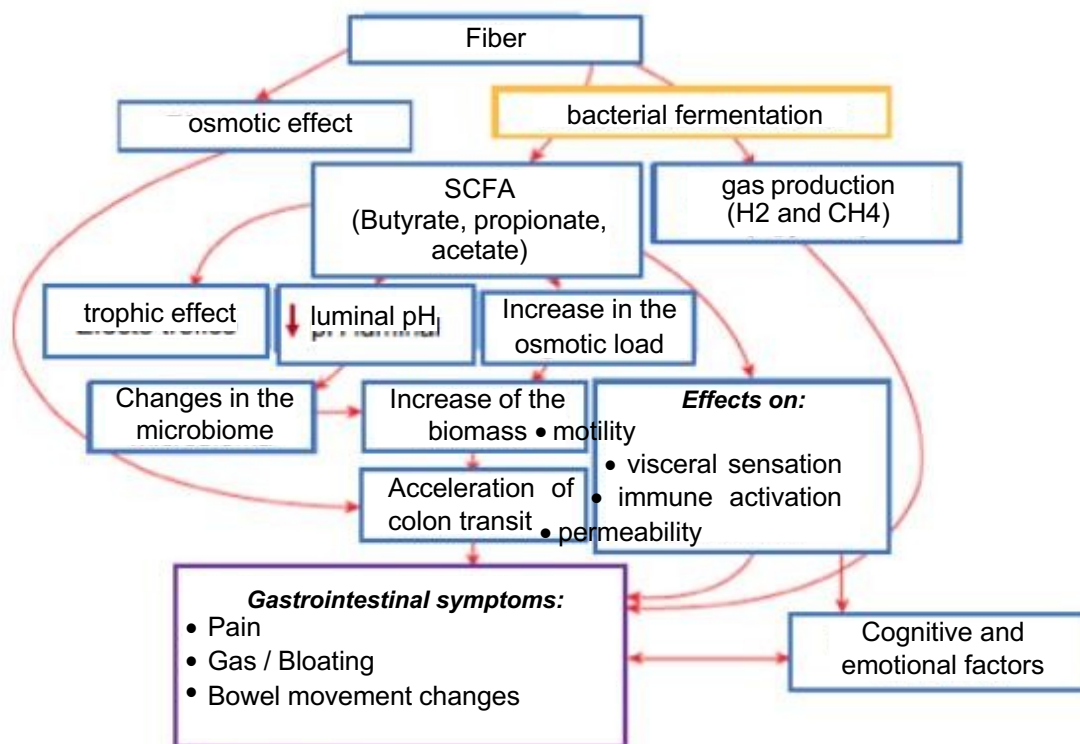 Fiber
osmotic effect
bacterial fermentation
SCFA
(Butyrate, propionate,
acetate)
gas production
(H2 and CH4)
trophic effect
luminal pH
Increase in the
osmotic load
Changes in the
microbiome
Increase of the
biomass
Effects on:
• motility
• visceral sensation
• immune activation
• permeability
Acceleration of
colon transit
Gastrointestinal symptoms:
• Pain
• Gas / Bloating
• Bowel movement changes
Cognitive and
emotional factors